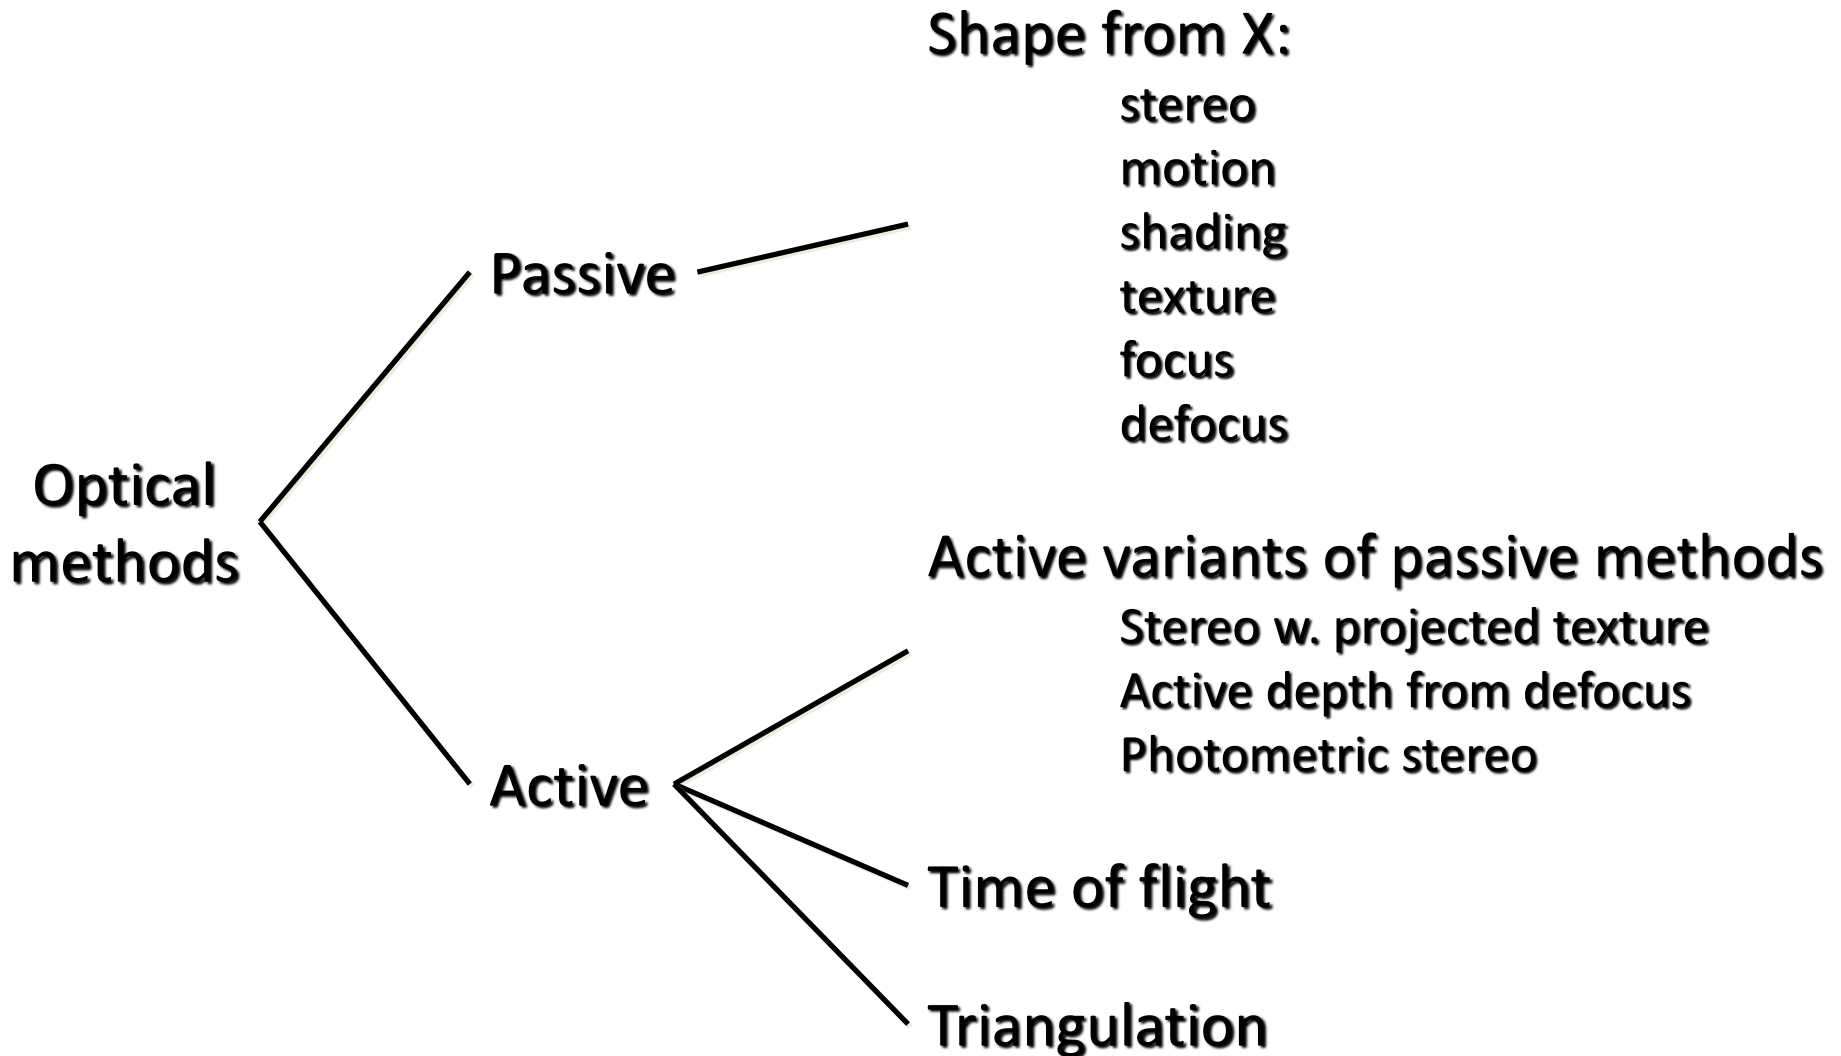 Optical
methods
Passive
Shape from X:
stereo
motion
shading
texture
focus
defocus
Active
Active variants of passive methods
Stereo w. projected texture
Active depth from defocus
Photometric stereo
Time of flight
Triangulation